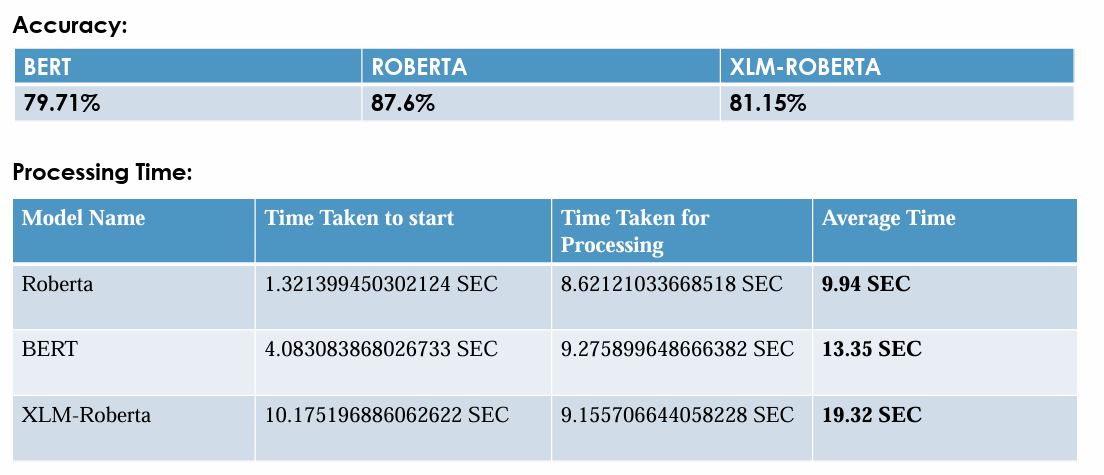 Accuracy:
BERT ROBERTA XLM-ROBERTA
79.71% 87.6% 81.15%
Processing Time:
Model Name Time Taken to start Time Taken for Processing Average Time
Roberta 1.321399450302124 SEC 8.62121033668518 SEC 9.94 SEC
BERT 4.083083868026733 SEC 9.275899648666382 SEC 13.35 SEC
XLM-Roberta 10.175196886062622 SEC 9.155706644058228 SEC 19.32 SEC